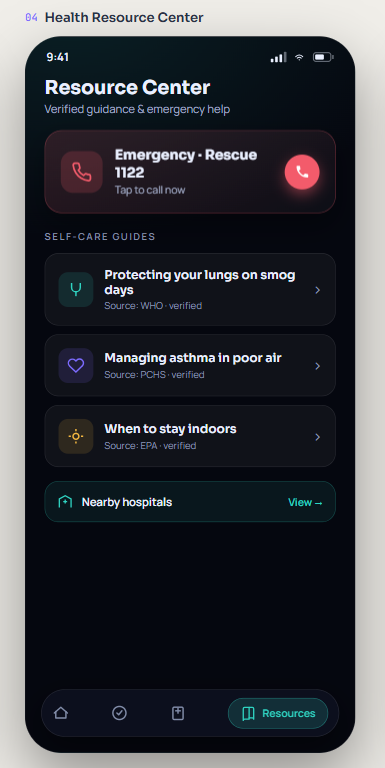 04 Health Resource Center
9:41
Resource Center
Verified guidance & emergency help
Emergency · Rescue
1122
Tap to call now
SELF-CARE GUIDES
Protecting your lungs on smog
days
Source: WHO · verified
Managing asthma in poor air
Source: PCHS · verified
When to stay indoors
Source: EPA · verified
Nearby hospitals View →
Resources